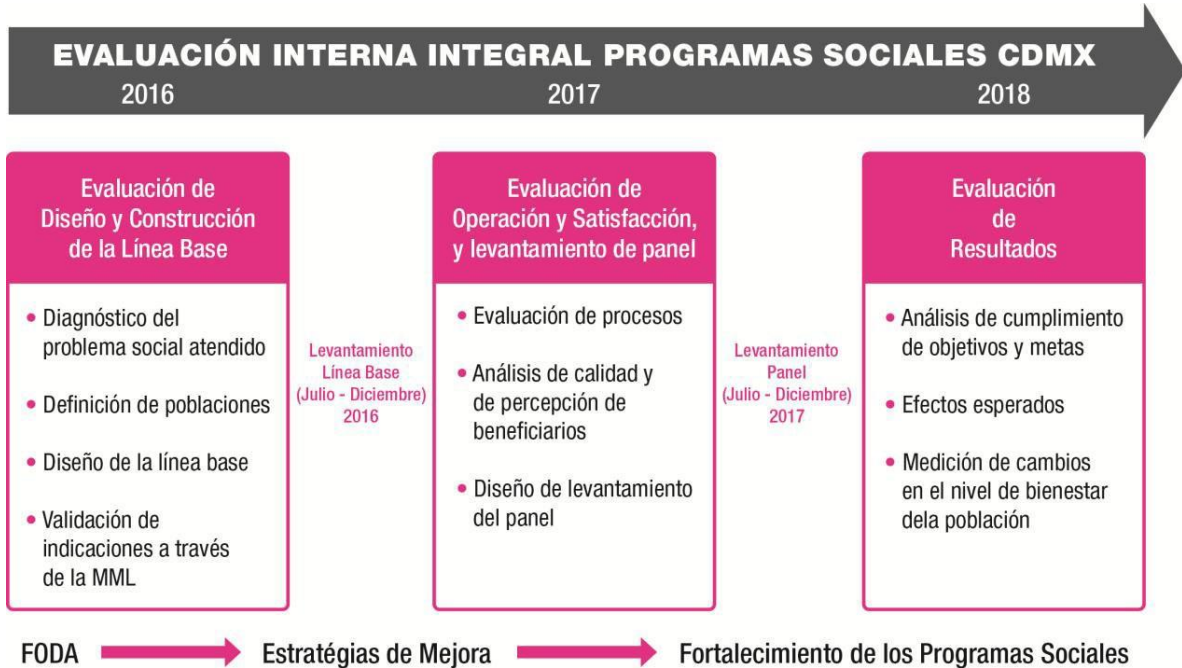 EVALUACIÓN INTERNA INTEGRAL PROGRAMAS SOCIALES CDMX
2016
2017
2018
Evaluación de
Diseño y Construcción
de la Línea Base
• Diagnóstico del
problema social atendido
• Definición de poblaciones
• Diseño de la línea base
• Validación de
indicaciones a través
de la MML
Levantamiento
Línea Base
(Julio - Diciembre)
2016
Evaluación de
Operación y Satisfacción,
y levantamiento de panel
• Evaluación de procesos
• Análisis de calidad y
de percepción de
beneficiarios
• Diseño de levantamiento
del panel
Levantamiento
Panel
(Julio - Diciembre)
2017
Evaluación
de
Resultados
• Análisis de cumplimiento
de objetivos y metas
• Efectos esperados
• Medición de cambios
en el nivel de bienestar
dela población
FODA
Estratégias de Mejora
Fortalecimiento de los Programas Sociales